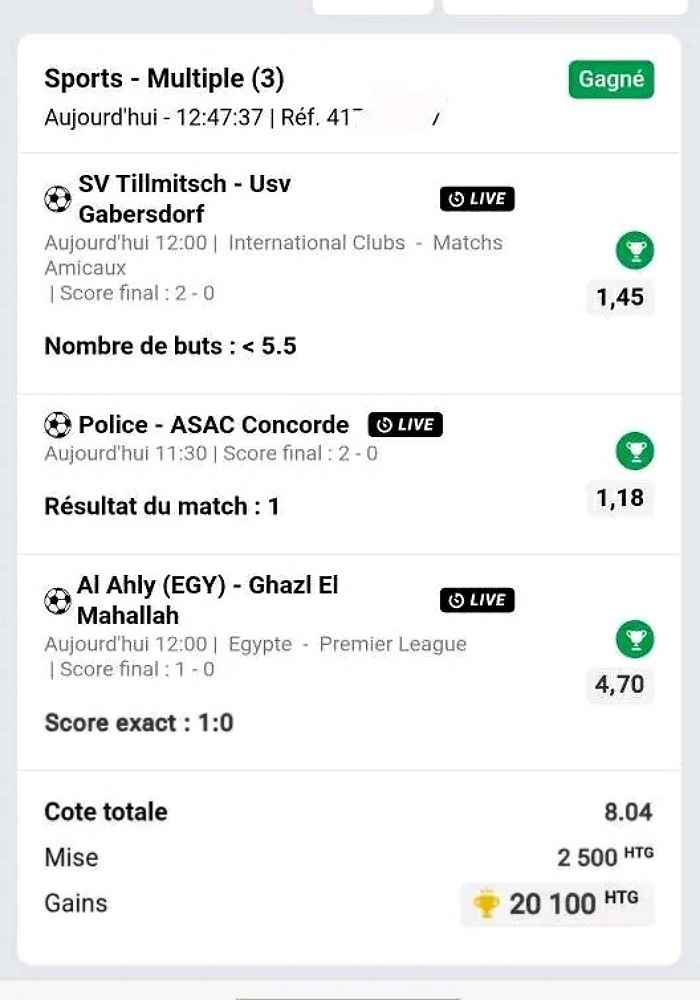 Sports - Multiple (3)
Gagné
Aujourd'hui - 12:47:37 | Réf. 417
SV Tillmitsch - Usv
Gabersdorf
LIVE
Aujourd'hui 12:00 | International Clubs - Matchs
Amicaux
| Score final : 2 - 0
1,45
Nombre de buts : < 5.5
Police - ASAC Concorde
LIVE
Aujourd'hui 11:30 | Score final : 2 - 0
1,18
Résultat du match : 1
Al Ahly (EGY) - Ghazl El
Mahallah
LIVE
Aujourd'hui 12:00 | Egypte - Premier League
| Score final : 1 - 0
4,70
Score exact : 1:0
Cote totale 8.04
Mise 2 500 HTG
Gains 20 100 HTG